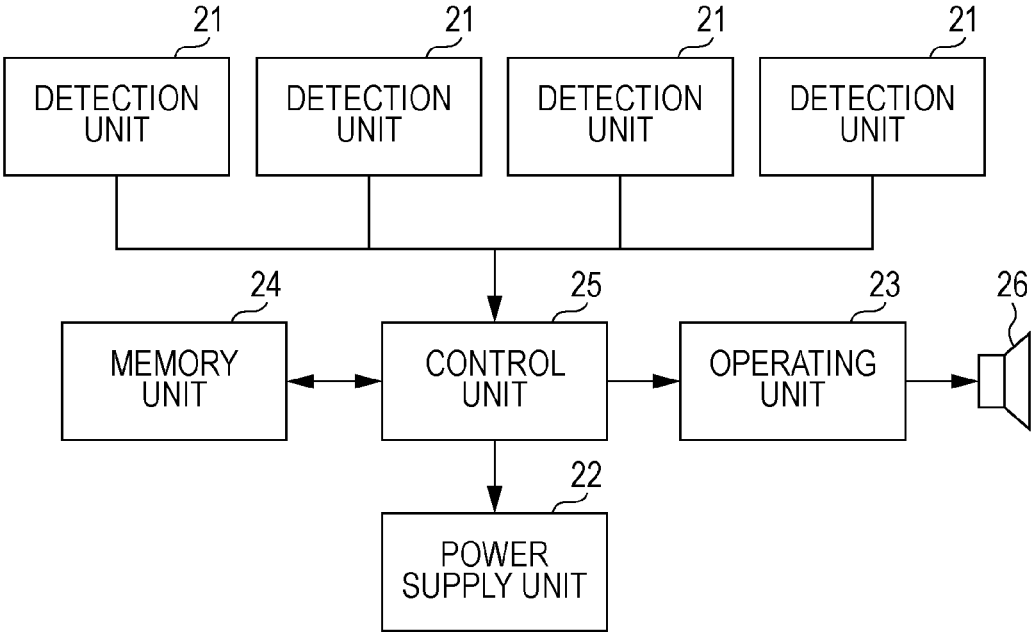 21
21
21
21
DETECTION
UNIT
DETECTION
UNIT
DETECTION
UNIT
DETECTION
UNIT
24
25
23
26
MEMORY
UNIT
CONTROL
UNIT
OPERATING
UNIT
22
POWER
SUPPLY UNIT